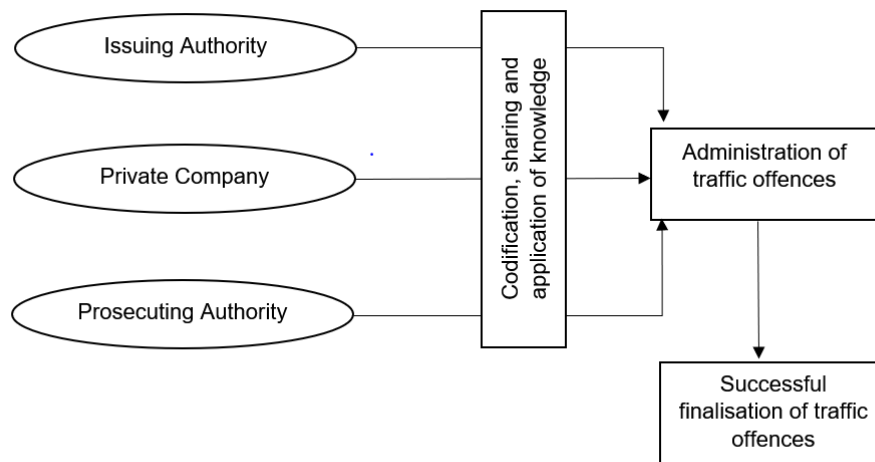 Issuing Authority
Private Company
Prosecuting Authority
Codification, sharing and
application of knowledge
Administration of
traffic offences
Successful
finalisation of traffic
offences